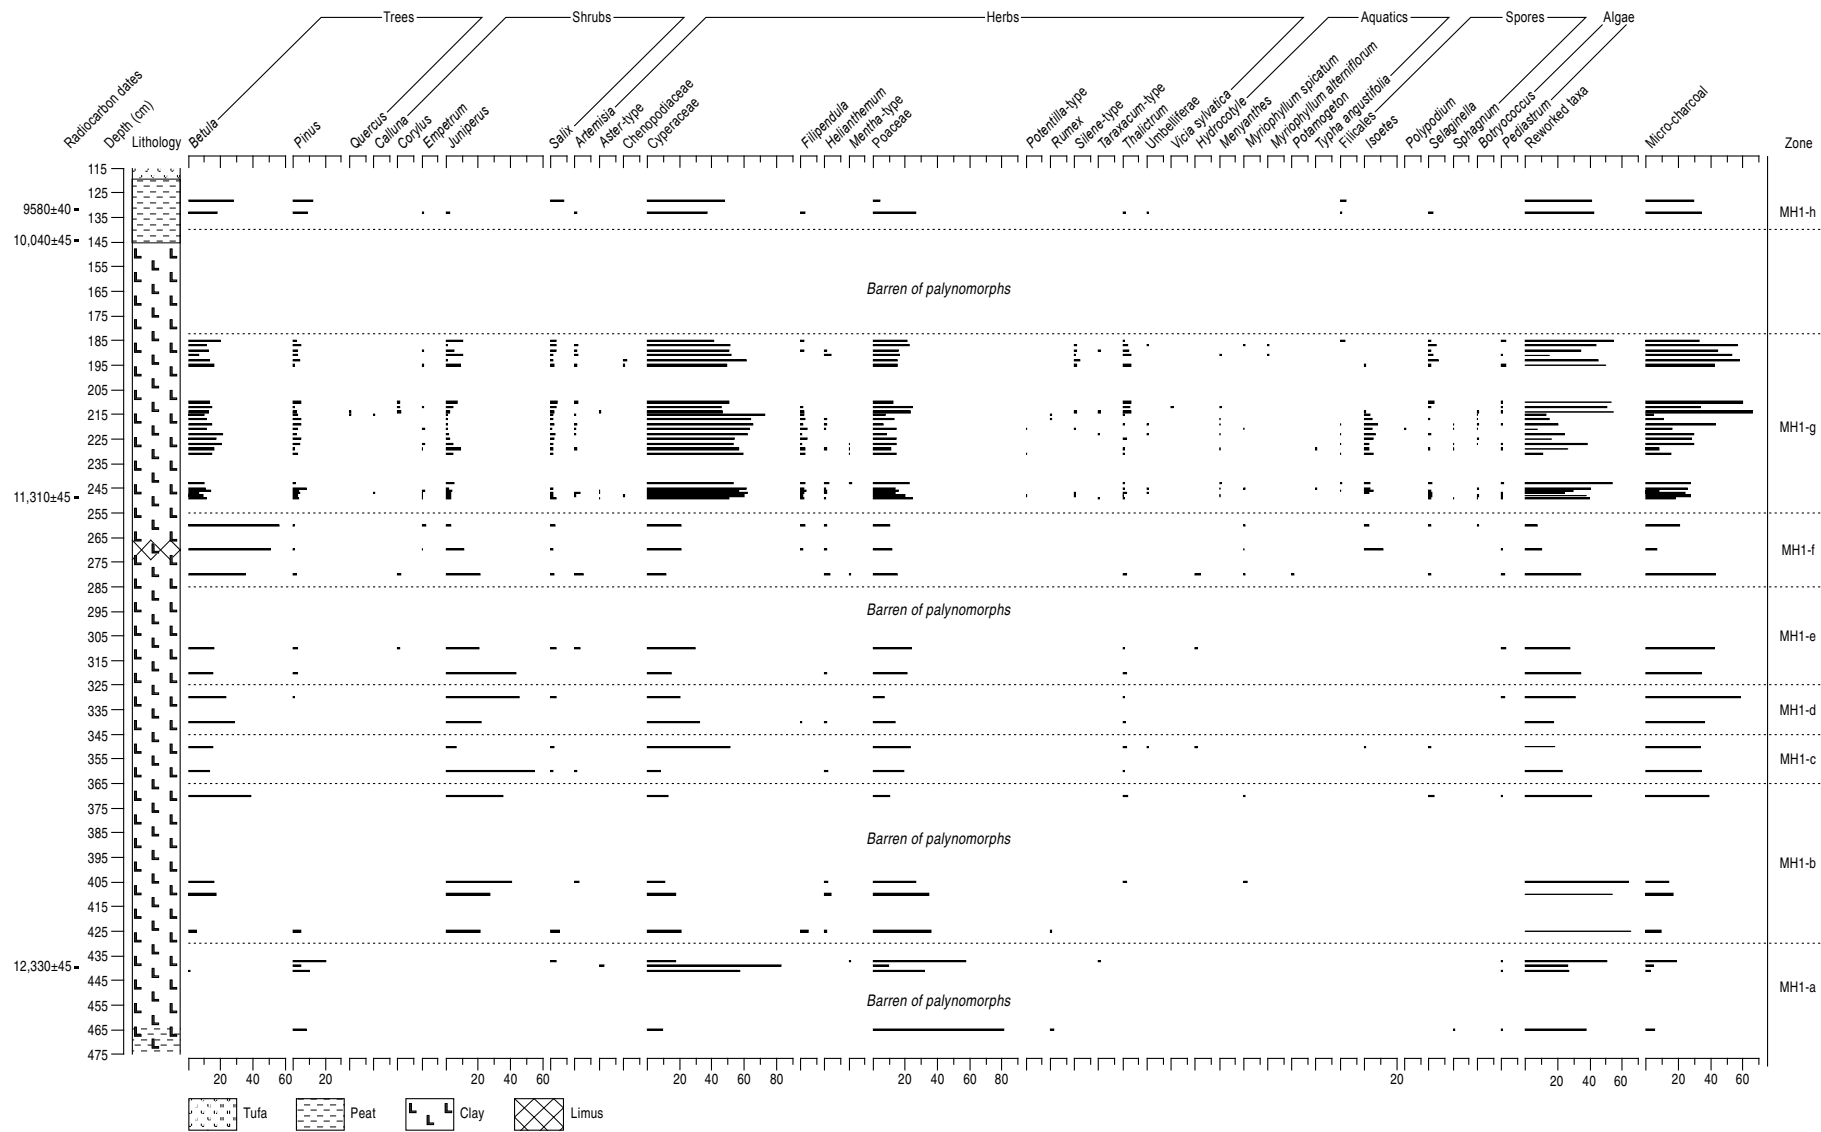 Trees Shrubs Herbs Aquatics Spores Algae
Radiocarbon dates
Depth (cm)
Lithology
Betula
Pinus
Quercus
Calluna
Corylus
Empetrum
Juniperus
Salix
Artemisia
Aster-type
Chenopodiaceae
Cyperaceae
Filipendula
Helianthemum
Mentha-type
Poaceae
Potentilla-type
Rumex
Silene-type
Taraxacum-type
Thalictrum
Umbelliferae
Vicia sylvatica
Hydrocotyle
Menyanthes
Myriophyllum spicatum
Myriophyllum alterniflorum
Potamogeton
Typha angustifolia
Filicales
Isoetes
Polypodium
Selaginella
Sphagnum
Botryococcus
Pediastrum
Reworked taxa
Micro-charcoal
Zone
115
125
9580±40
135
MH1-h
10,040±45
145
155
Barren of palynomorphs
165
175
185
195
205
215
225
MH1-g
235
245
11,310±45
255
265
MH1-f
275
285
Barren of palynomorphs
295
305
MH1-e
315
325
335
MH1-d
345
355
MH1-c
365
375
385
Barren of palynomorphs
395
MH1-b
405
415
425
435
12,330±45
445
MH1-a
455
Barren of palynomorphs
465
475
20 40 60 20 20 40 60 20 40 60 80 20 40 60 80 20 20 40 60 20 40 60
Tufa Peat Clay Limus